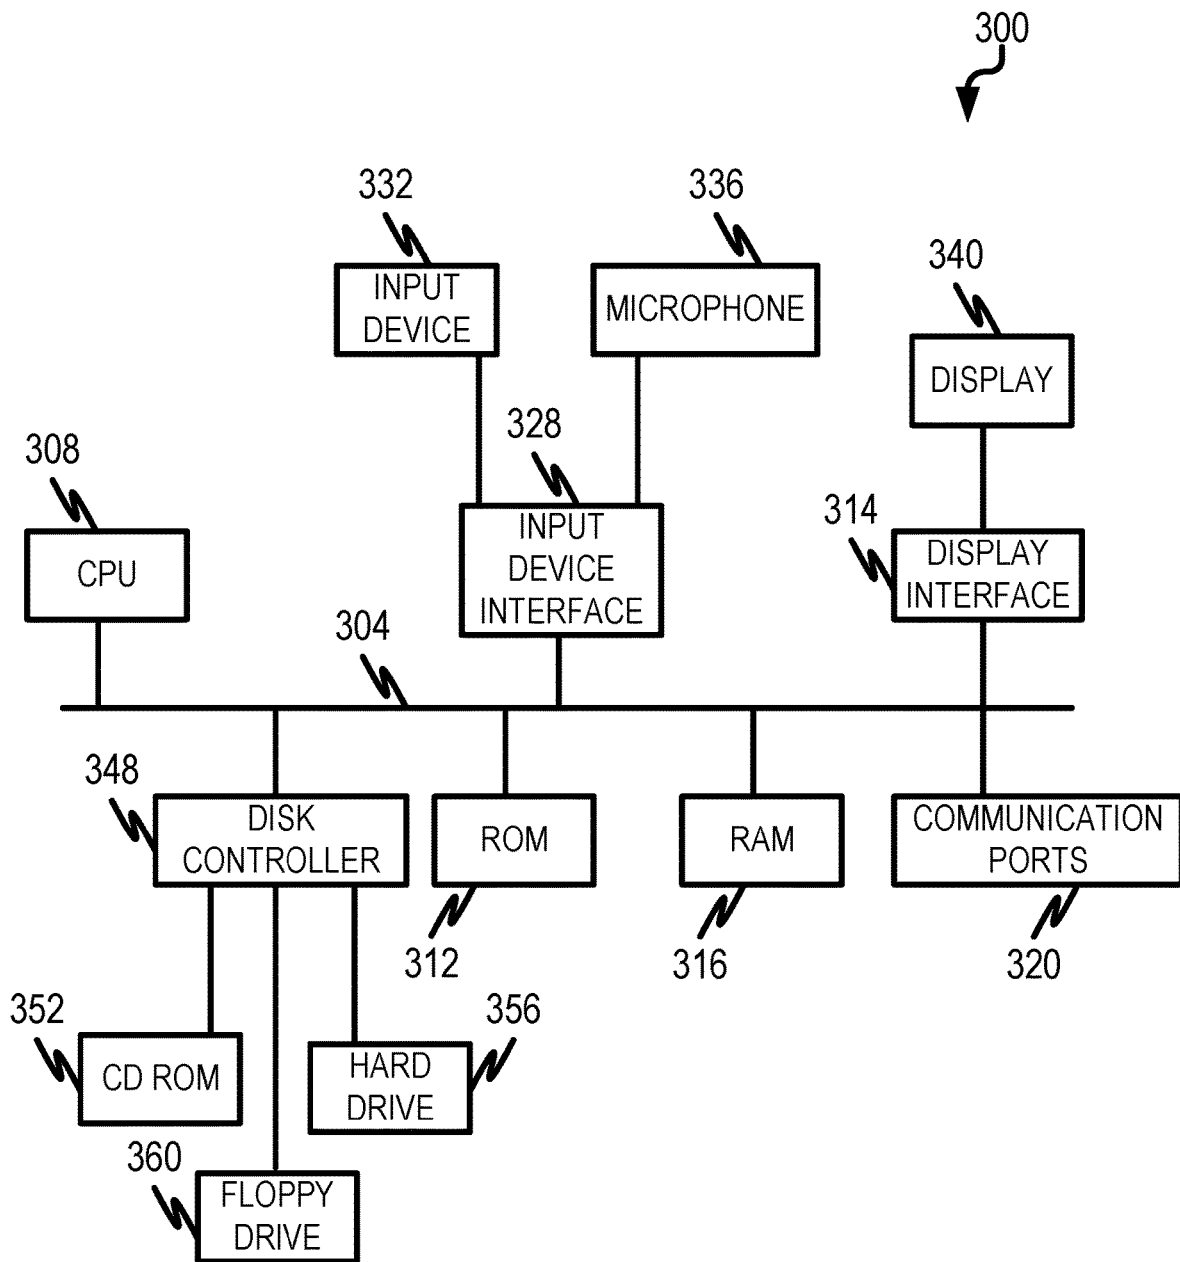 300
332
336
340
INPUT
DEVICE
MICROPHONE
DISPLAY
328
308
314
CPU
INPUT
DEVICE
INTERFACE
DISPLAY
INTERFACE
304
348
DISK
CONTROLLER
ROM
RAM
COMMUNICATION
PORTS
312
316
320
352
356
CD ROM
HARD
DRIVE
360
FLOPPY
DRIVE